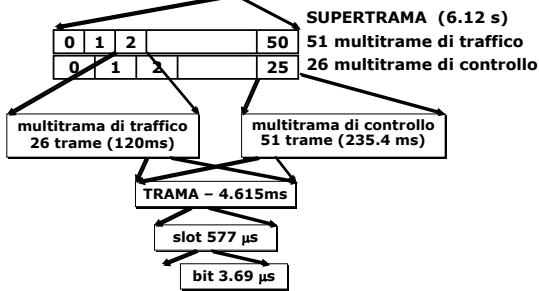 SUPERTRAMA (6.12 s)
0 1 2 50
51 multitrame di traffico
0 1 2 25
26 multitrame di controllo
multitrama di traffico
26 trame (120ms)
multitrama di controllo
51 trame (235.4 ms)
TRAMA – 4.615ms
slot 577 μs
bit 3.69 μs